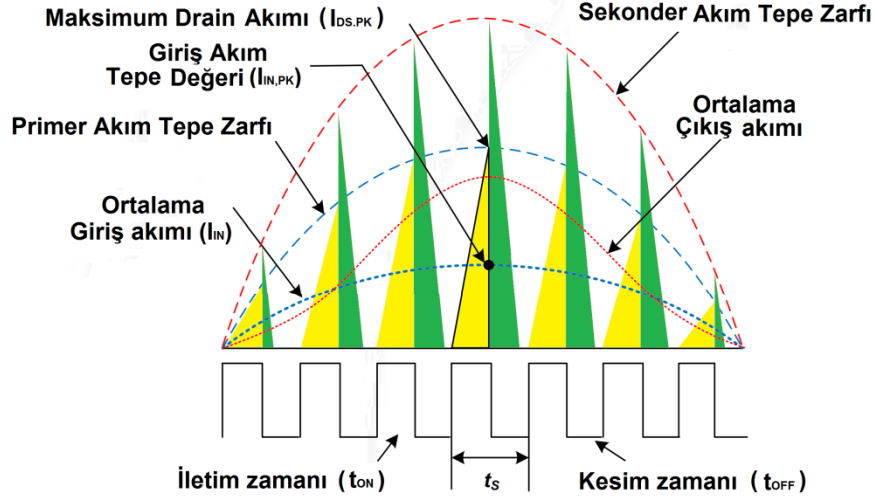 Maksimum Drain Akımı (IDS.PK)
Sekonder Akım Tepe Zarfı
Giriş Akım
Tepe Değeri (IIN,PK)
Ortalama
Çıkış akımı
Primer Akım Tepe Zarfı
Ortalama
Giriş akımı (IIN)
İletim zamanı (tON)
tS
Kesim zamanı (tOFF)